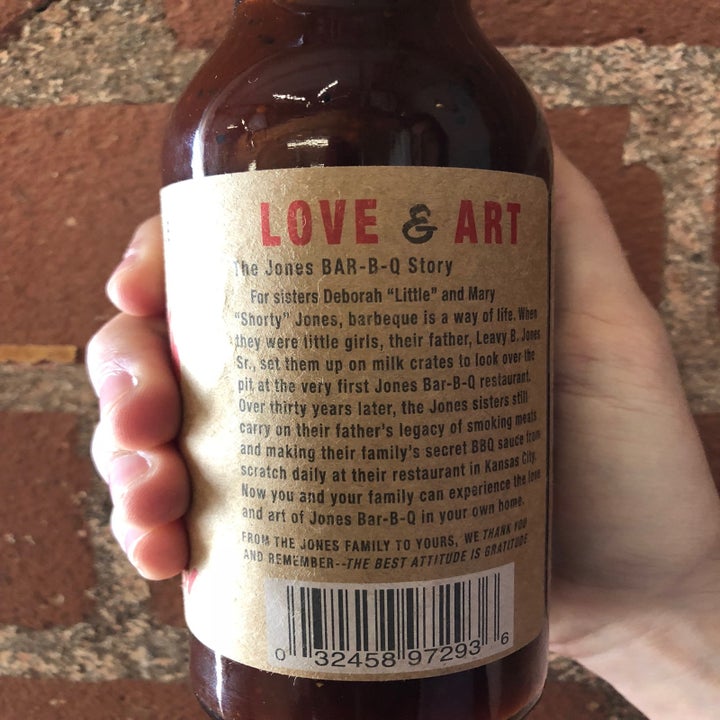 LOVE & ART
The Jones BAR-B-Q Story
For sisters Deborah “Little” and Mary
“Shorty” Jones, barbeque is a way of life. When
they were little girls, their father, Leavy B. Jones
Sr., set them up on milk crates to look over the
pit at the very first Jones Bar-B-Q restaurant.
Over thirty years later, the Jones sisters still
carry on their father's legacy of smoking meats
and making their family's secret BBQ sauce from
scratch daily at their restaurant in Kansas City.
Now you and your family can experience the love
and art of Jones Bar-B-Q in your own home.
FROM THE JONES FAMILY TO YOURS, WE THANK YOU
AND REMEMBER--THE BEST ATTITUDE IS GRATITUDE
0 32458 97293 6